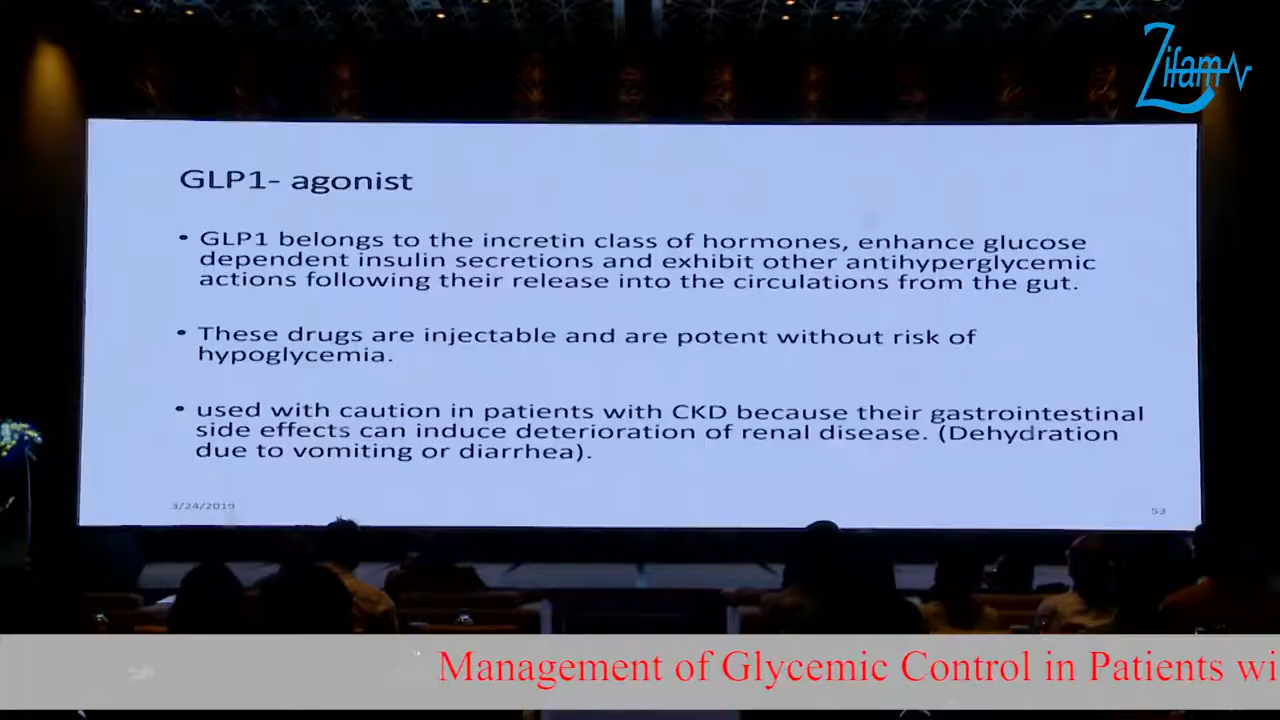 Zifam
GLP1- agonist
• GLP1 belongs to the incretin class of hormones, enhance glucose
dependent insulin secretions and exhibit other antihyperglycemic
actions following their release into the circulations from the gut.
• These drugs are injectable and are potent without risk of
hypoglycemia.
• used with caution in patients with CKD because their gastrointestinal
side effects can induce deterioration of renal disease. (Dehydration
due to vomiting or diarrhea).
3/24/2019
53
Management of Glycemic Control in Patients wi